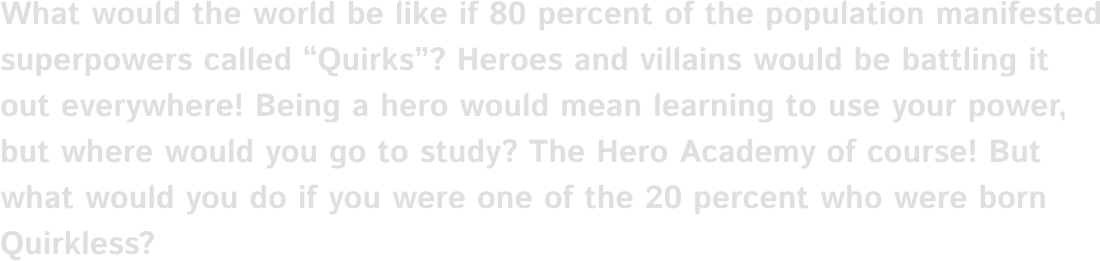 What would the world be like if 80 percent of the population manifested
superpowers called “Quirks”? Heroes and villains would be battling it
out everywhere! Being a hero would mean learning to use your power,
but where would you go to study? The Hero Academy of course! But
what would you do if you were one of the 20 percent who were born
Quirkless?